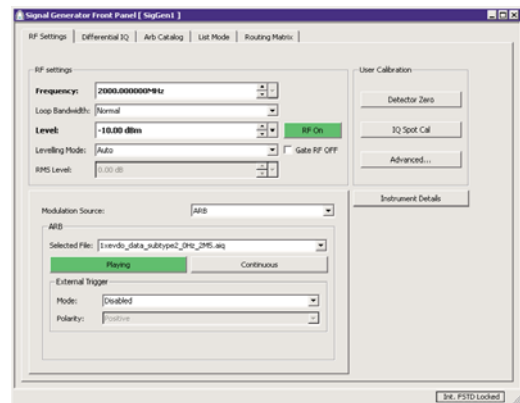 Signal Generator Front Panel [ SigGen1 ]
RF Settings Differential IQ Arb Catalog List Mode Routing Matrix
RF settings
Frequency: 2000.000000MHz
Loop Bandwidth: Normal
Level: -10.00 dBm RF On
Levelling Mode: Auto Gate RF OFF
RMS Level: 0.00 dB
User Calibration
Detector Zero
IQ Spot Cal
Advanced...
Instrument Details
Modulation Source: ARB
ARB
Selected File: 1xevdo_data_subtype2_0Hz_2MS.aiq
Playing Continuous
External Trigger
Mode: Disabled
Polarity: Positive
Int. FSTD Locked